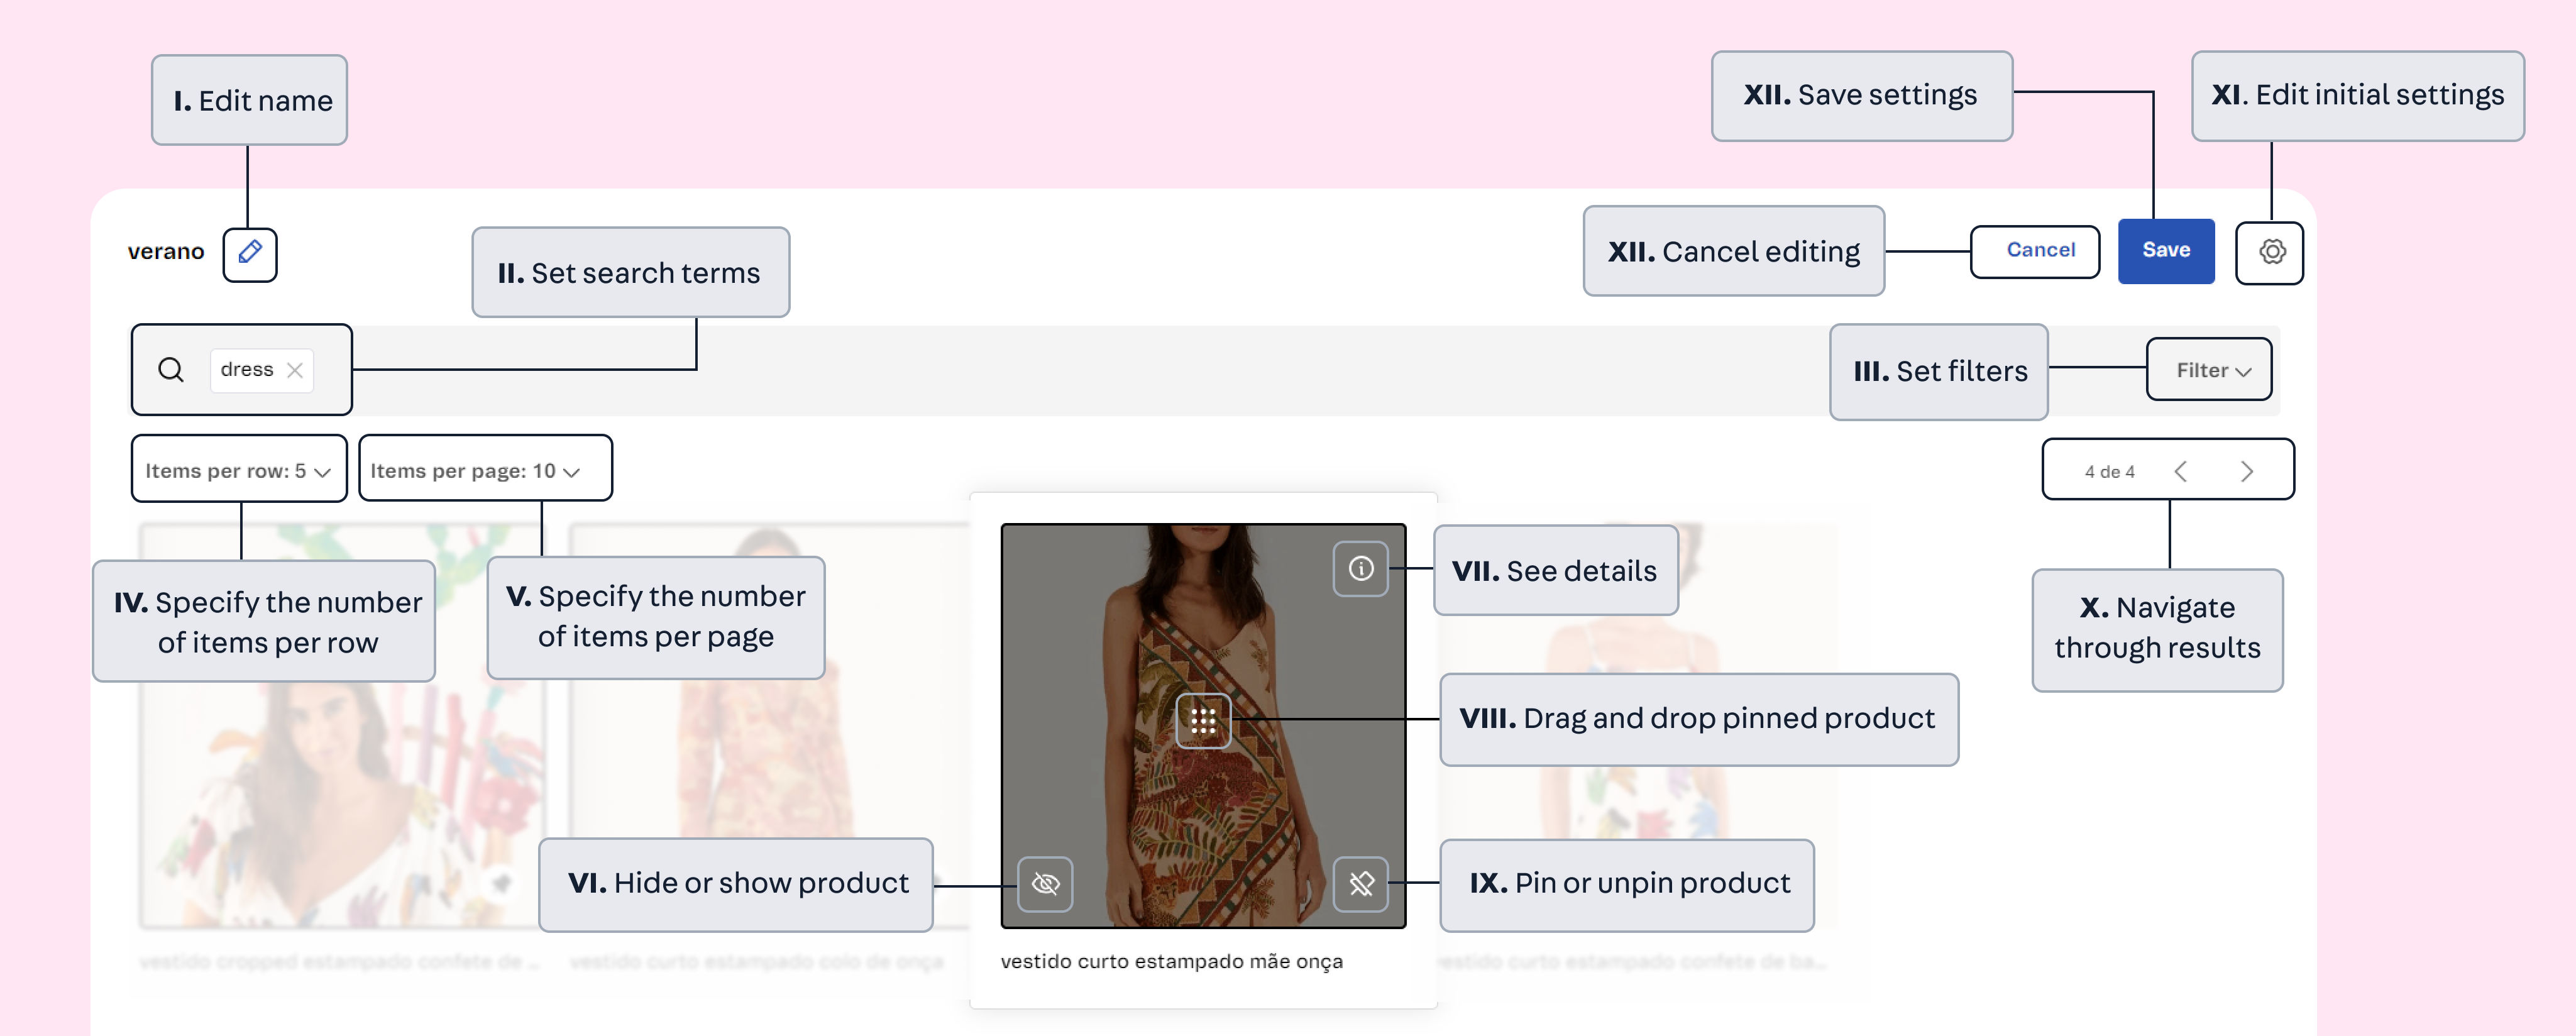 I. Edit name
XII. Save settings
XI. Edit initial settings
verano
II. Set search terms
XII. Cancel editing
Cancel
Save
dress
III. Set filters
Filter
Items per row: 5
Items per page: 10
4 de 4
IV. Specify the number
of items per row
V. Specify the number
of items per page
VII. See details
X. Navigate
through results
VIII. Drag and drop pinned product
VI. Hide or show product
IX. Pin or unpin product
vestido cropped estampado confete de ...
vestido curto estampado colo de onça
vestido curto estampado mãe onça
vestido curto estampado confete de ba...